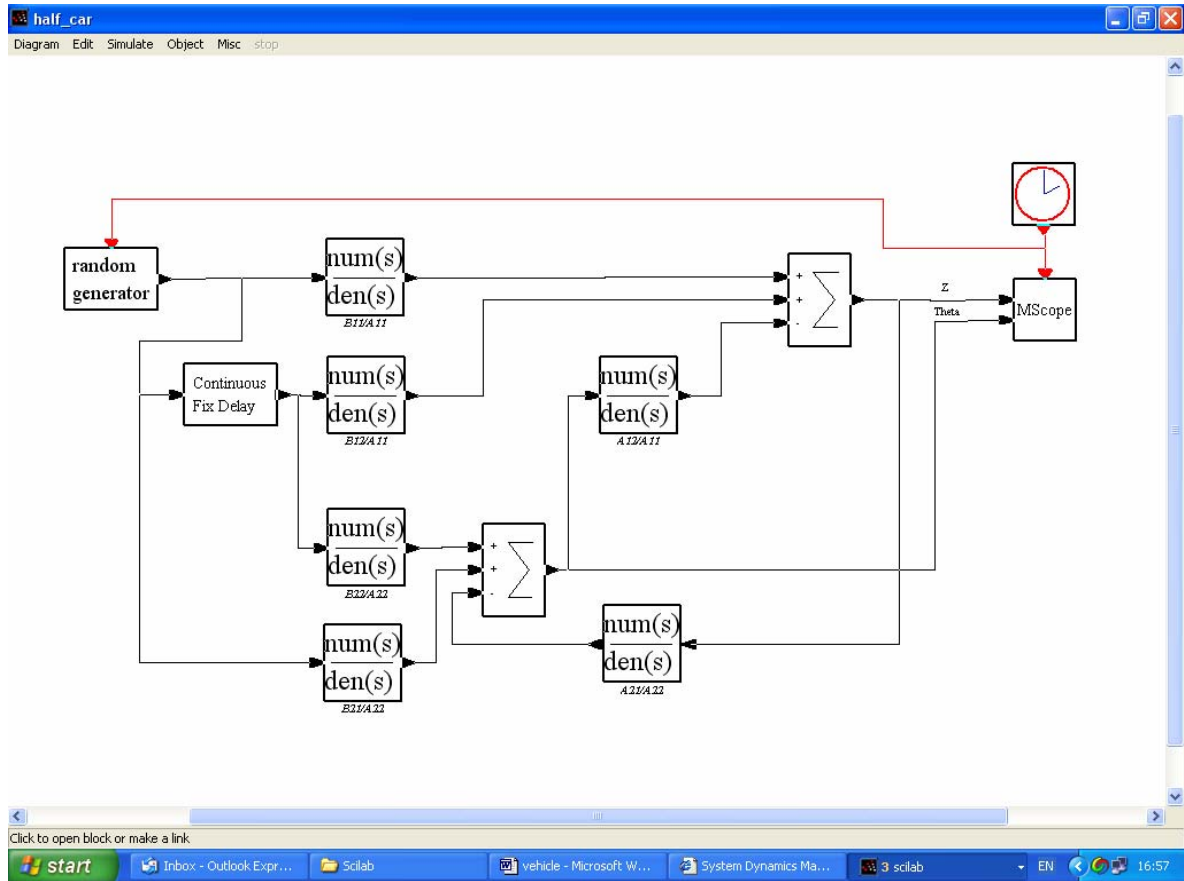 half_car
Diagram Edit Simulate Object Misc stop
random
generator
num(s)
den(s)
B11/A11
+
+
-
Z
Theta
MScope
Continuous
Fix Delay
num(s)
den(s)
B12/A11
num(s)
den(s)
A12/A11
num(s)
den(s)
B22/A22
+
+
-
num(s)
den(s)
B21/A22
num(s)
den(s)
A21/A22
Click to open block or make a link
start
Inbox - Outlook Expr...
Scilab
vehicle - Microsoft W...
System Dynamics Ma...
3 scilab
EN
16:57